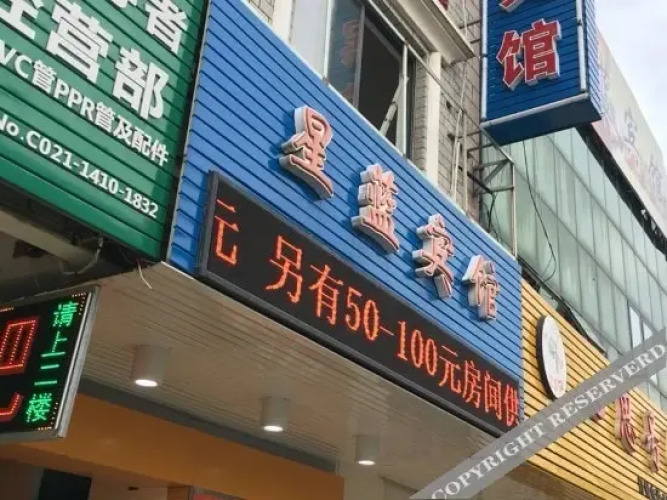 经营部
VC管PPR管及配件
No.C021-1410-1832
星蓝宾馆
元 另有50-100元房间供
请上二楼
馆
COPYRIGHT RESERVED